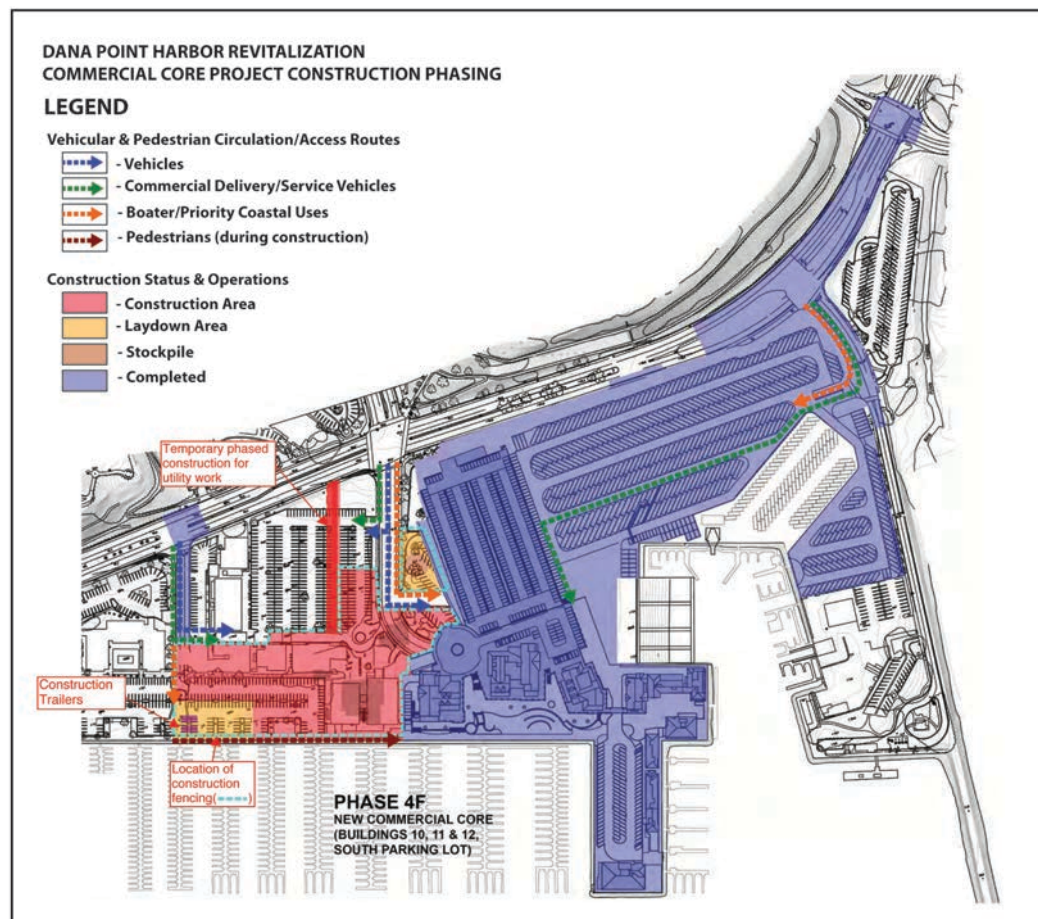 DANA POINT HARBOR REVITALIZATION
COMMERCIAL CORE PROJECT CONSTRUCTION PHASING
LEGEND
Vehicular & Pedestrian Circulation/Access Routes
- Vehicles
- Commercial Delivery/Service Vehicles
- Boater/Priority Coastal Uses
- Pedestrians (during construction)
Construction Status & Operations
- Construction Area
- Laydown Area
- Stockpile
- Completed
Temporary phased
construction for
utility work
Construction
Trailers
Location of
construction
fencing( )
PHASE 4F
NEW COMMERCIAL CORE
(BUILDINGS 10, 11 & 12,
SOUTH PARKING LOT)